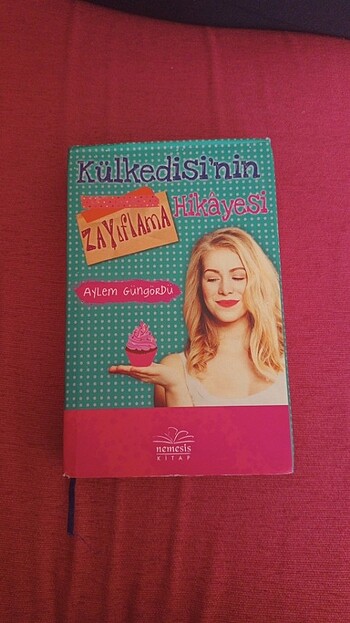 Külkedisi'nin
ZAYıFLAMA
Hikâyesi
AYLEM GÜNGÖRDÜ
nemesis
KİTAP